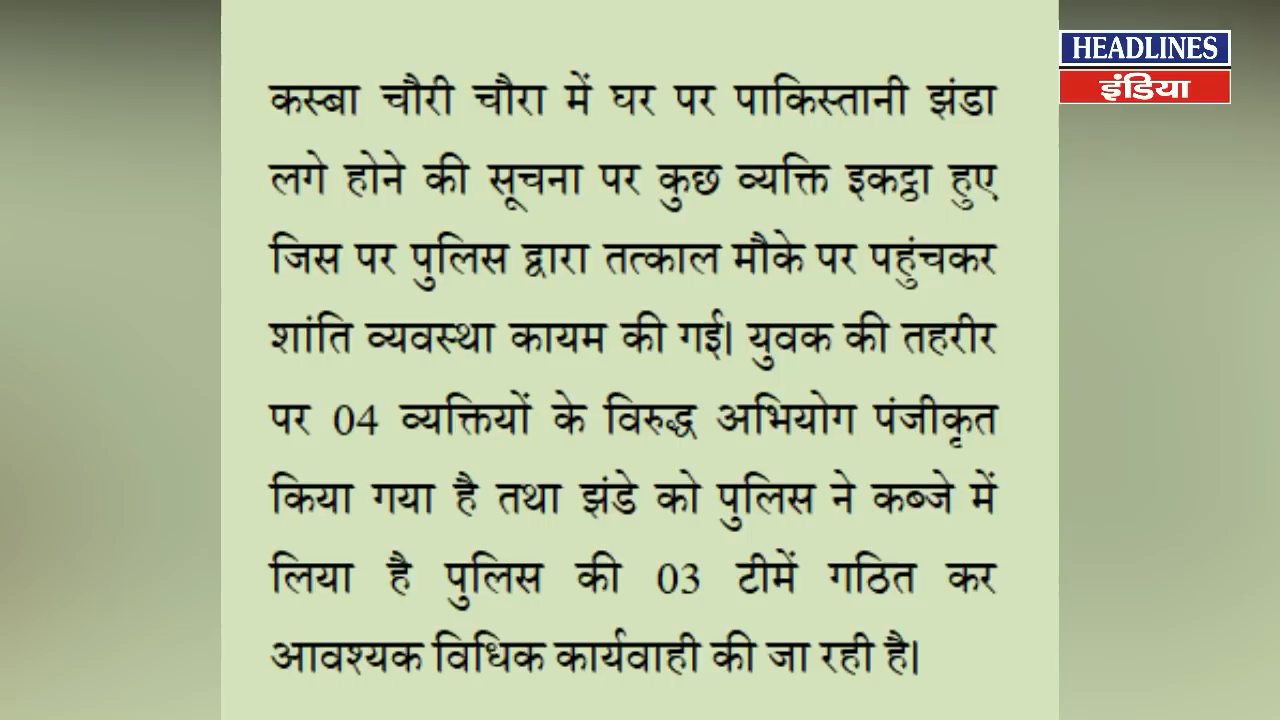 HEADLINES
इंडिया
कस्बा चौरी चौरा में घर पर पाकिस्तानी झंडा
लगे होने की सूचना पर कुछ व्यक्ति इकट्ठा हुए
जिस पर पुलिस द्वारा तत्काल मौके पर पहुंचकर
शांति व्यवस्था कायम की गई। युवक की तहरीर
पर 04 व्यक्तियों के विरुद्ध अभियोग पंजीकृत
किया गया है तथा झंडे को पुलिस ने कब्जे में
लिया है पुलिस की 03 टीमें गठित कर
आवश्यक विधिक कार्यवाही की जा रही है।